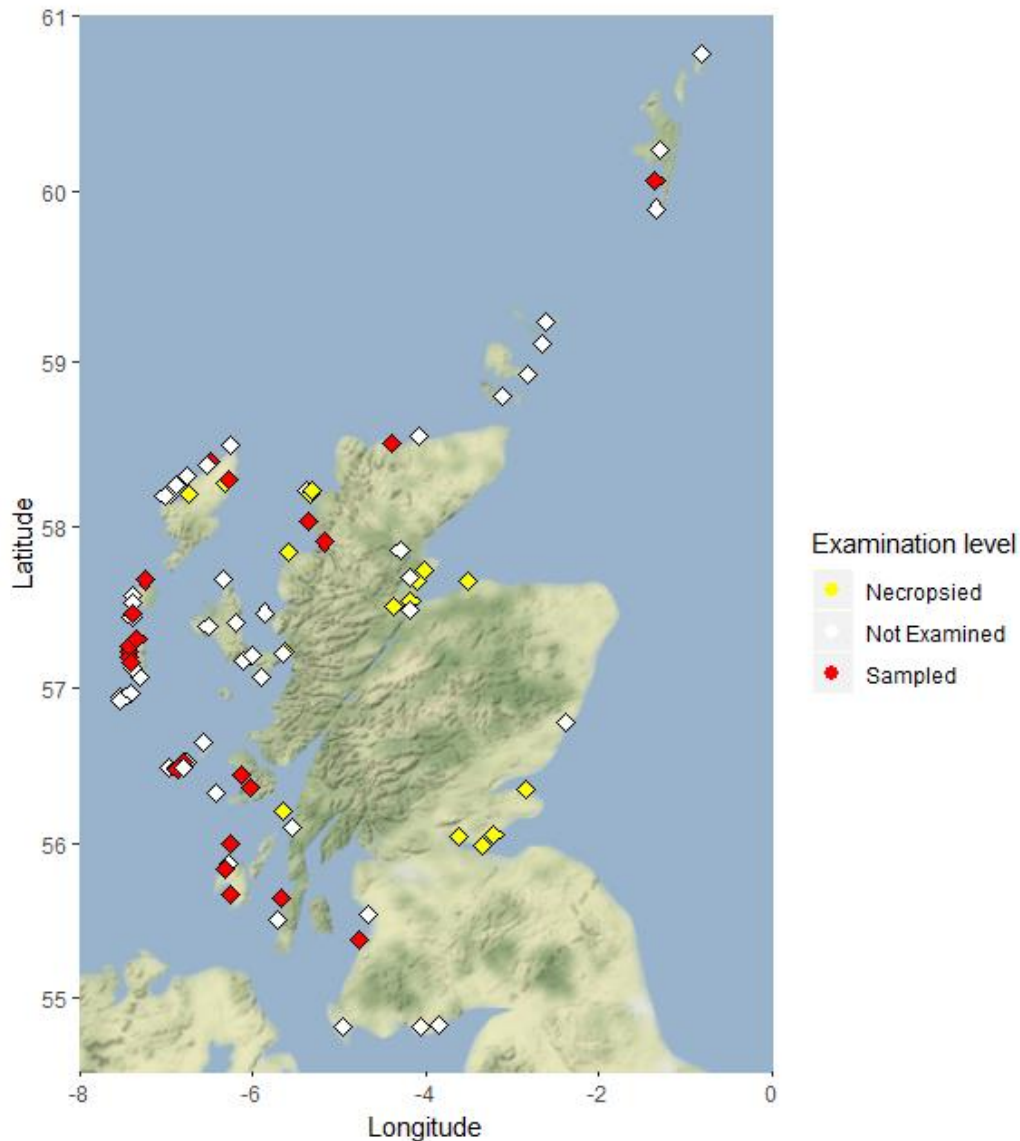 61
60
59
58
57
56
55
Latitude
-8
-6
-4
-2
0
Longitude
Examination level
Necropsied
Not Examined
Sampled